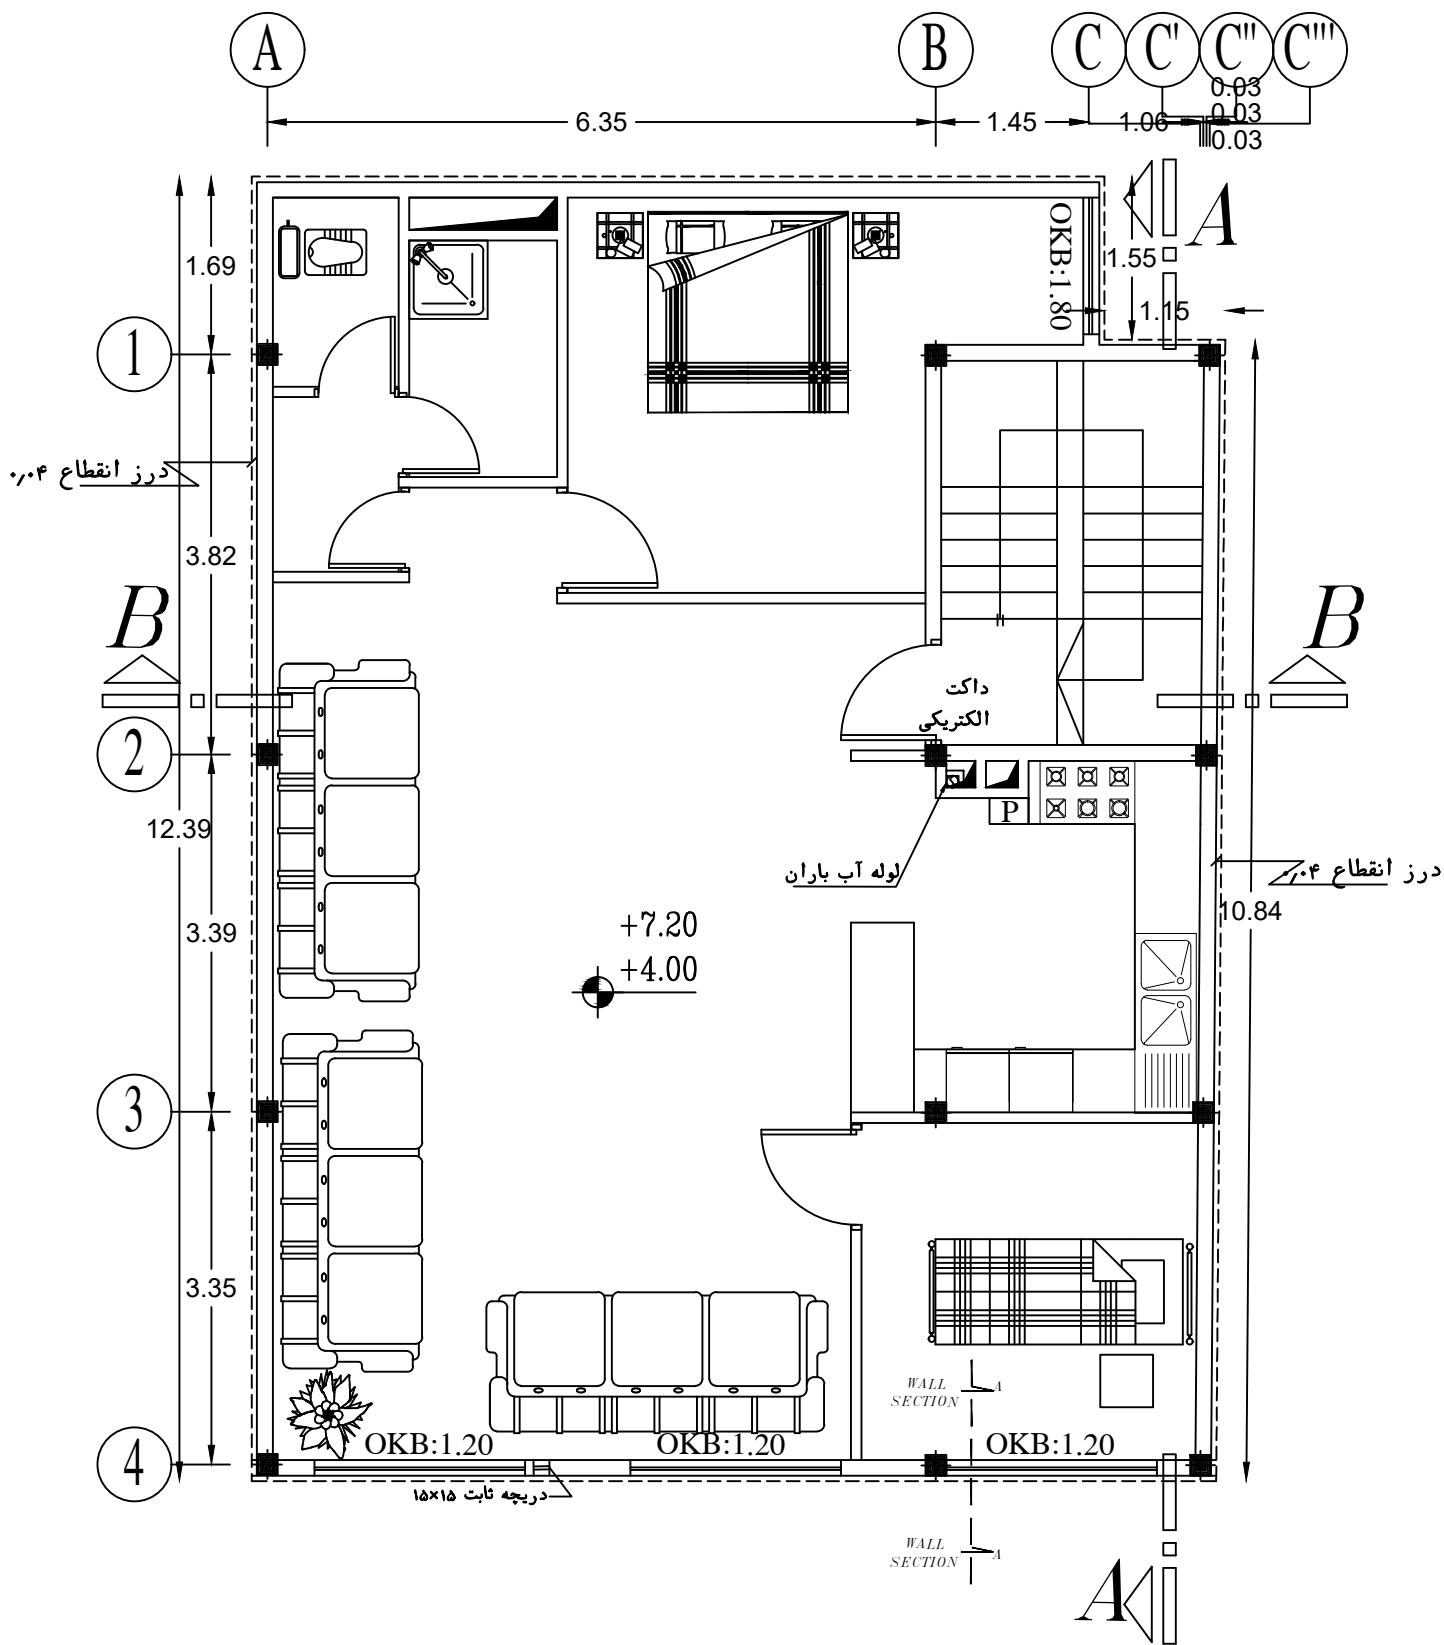 A
B
C
C'
C''
C'''
6.35
1.45
1.06
0.03
0.03
0.03
A
OKB:1.80
1.55
1.15
1.69
1
درز انقطاع ۰٫۰۴
3.82
B
B
داکت
الکتریکی
2
P
12.39
لوله آب باران
درز انقطاع ۰٫۰۴
10.84
3.39
+7.20
+4.00
3
3.35
WALL
SECTION
A
OKB:1.20
OKB:1.20
OKB:1.20
4
دریچه ثابت ۱۵×۱۵
WALL
SECTION
A
A